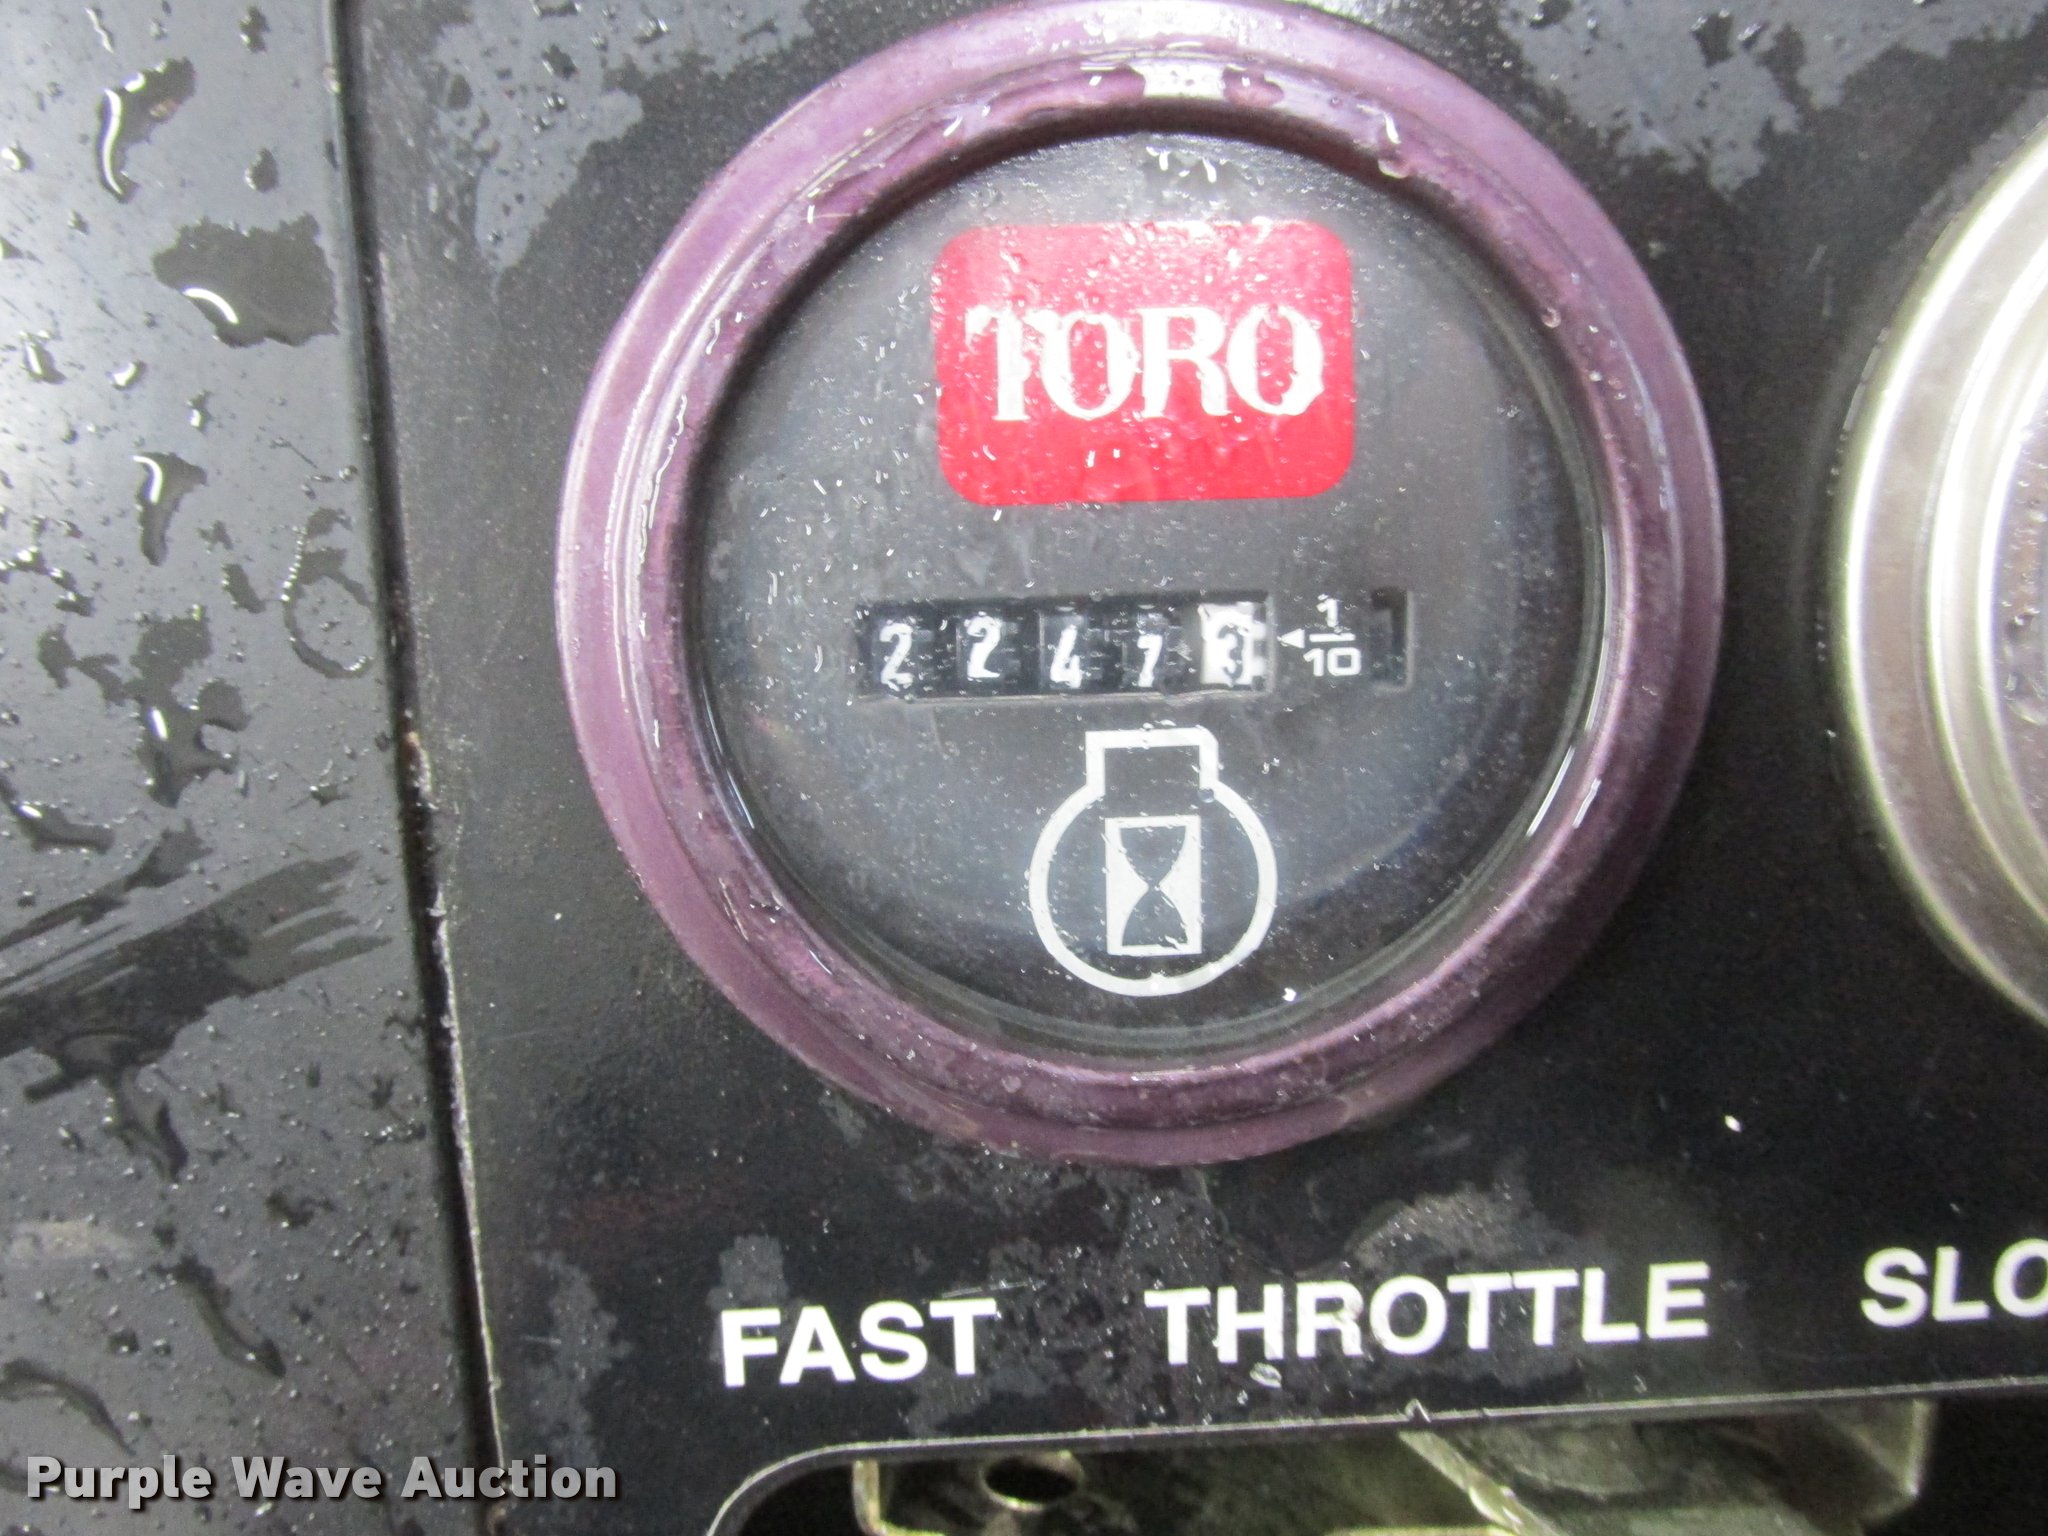 TORO
22473
1
10
FAST THROTTLE SLO
Purple Wave Auction